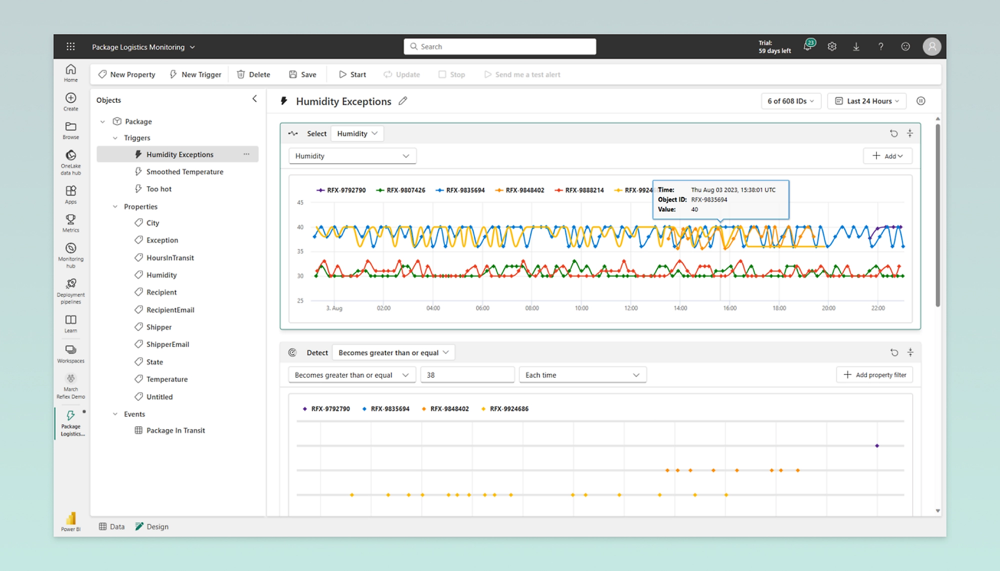 Package Logistics Monitoring
Search
Trial:
59 days left
23
Home
Create
Browse
OneLake
data hub
Apps
Metrics
Monitoring
hub
Deployment
pipelines
Learn
Workspaces
March
Reflex Demo
Package
Logistics...
Power BI
New Property
New Trigger
Delete
Save
Start
Update
Stop
Send me a test alert
Objects
Package
Triggers
Humidity Exceptions
Smoothed Temperature
Too hot
Properties
City
Exception
HoursInTransit
Humidity
Recipient
RecipientEmail
Shipper
ShipperEmail
State
Temperature
Untitled
Events
Package In Transit
Humidity Exceptions
6 of 608 IDs
Last 24 Hours
Select Humidity
Humidity
Add
RFX-9792790 RFX-9807426 RFX-9835694 RFX-9848402 RFX-9888214 RFX-9924
Time: Thu Aug 03 2023, 15:38:01 UTC
Object ID: RFX-9835694
Value: 40
45
40
35
30
25
3. Aug 02:00 04:00 06:00 08:00 10:00 12:00 14:00 16:00 18:00 20:00 22:00
Detect Becomes greater than or equal
Becomes greater than or equal 38 Each time
Add property filter
RFX-9792790 RFX-9835694 RFX-9848402 RFX-9924686
Data
Design